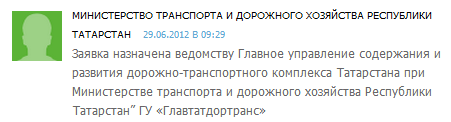 МИНИСТЕРСТВО ТРАНСПОРТА И ДОРОЖНОГО ХОЗЯЙСТВА РЕСПУБЛИКИ
ТАТАРСТАН 29.06.2012 В 09:29
Заявка назначена ведомству Главное управление содержания и
развития дорожно-транспортного комплекса Татарстана при
Министерстве транспорта и дорожного хозяйства Республики
Татарстан” ГУ «Главтатдортранс»